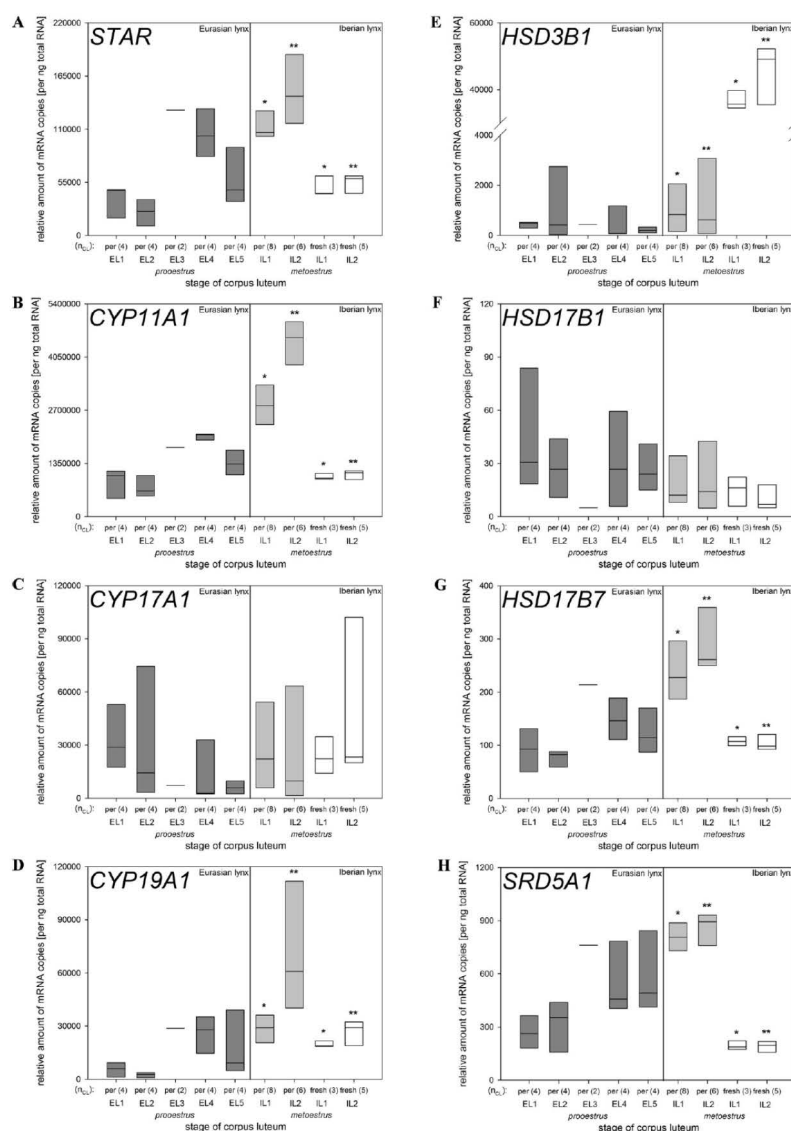 A
STAR
Eurasian lynx
Iberian lynx
relative amount of mRNA copies [per ng total RNA]
220000
165000
110000
55000
0
* ** * **
(nCL): per (4) per (4) per (2) per (4) per (4) per (8) per (6) fresh (3) fresh (5)
EL1 EL2 EL3 EL4 EL5 IL1 IL2 IL1 IL2
proestrus metoestrus
stage of corpus luteum
B
CYP11A1
Eurasian lynx
Iberian lynx
relative amount of mRNA copies [per ng total RNA]
5400000
4050000
2700000
1350000
0
* ** * **
(nCL): per (4) per (4) per (2) per (4) per (4) per (8) per (6) fresh (3) fresh (5)
EL1 EL2 EL3 EL4 EL5 IL1 IL2 IL1 IL2
proestrus metoestrus
stage of corpus luteum
C
CYP17A1
Eurasian lynx
Iberian lynx
relative amount of mRNA copies [per ng total RNA]
120000
90000
60000
30000
0
(nCL): per (4) per (4) per (2) per (4) per (4) per (8) per (6) fresh (3) fresh (5)
EL1 EL2 EL3 EL4 EL5 IL1 IL2 IL1 IL2
proestrus metoestrus
stage of corpus luteum
D
CYP19A1
Eurasian lynx
Iberian lynx
relative amount of mRNA copies [per ng total RNA]
120000
90000
60000
30000
0
* ** * **
(nCL): per (4) per (4) per (2) per (4) per (4) per (8) per (6) fresh (3) fresh (5)
EL1 EL2 EL3 EL4 EL5 IL1 IL2 IL1 IL2
proestrus metoestrus
stage of corpus luteum
E
HSD3B1
Eurasian lynx
Iberian lynx
relative amount of mRNA copies [per ng total RNA]
60000
40000
4000
2000
0
* ** * **
(nCL): per (4) per (4) per (2) per (4) per (4) per (8) per (6) fresh (3) fresh (5)
EL1 EL2 EL3 EL4 EL5 IL1 IL2 IL1 IL2
proestrus metoestrus
stage of corpus luteum
F
HSD17B1
Eurasian lynx
Iberian lynx
relative amount of mRNA copies [per ng total RNA]
120
90
60
30
0
(nCL): per (4) per (4) per (2) per (4) per (4) per (8) per (6) fresh (3) fresh (5)
EL1 EL2 EL3 EL4 EL5 IL1 IL2 IL1 IL2
proestrus metoestrus
stage of corpus luteum
G
HSD17B7
Eurasian lynx
Iberian lynx
relative amount of mRNA copies [per ng total RNA]
400
300
200
100
0
* ** * **
(nCL): per (4) per (4) per (2) per (4) per (4) per (8) per (6) fresh (3) fresh (5)
EL1 EL2 EL3 EL4 EL5 IL1 IL2 IL1 IL2
proestrus metoestrus
stage of corpus luteum
H
SRD5A1
Eurasian lynx
Iberian lynx
relative amount of mRNA copies [per ng total RNA]
1200
900
600
300
0
* ** * **
(nCL): per (4) per (4) per (2) per (4) per (4) per (8) per (6) fresh (3) fresh (5)
EL1 EL2 EL3 EL4 EL5 IL1 IL2 IL1 IL2
proestrus metoestrus
stage of corpus luteum